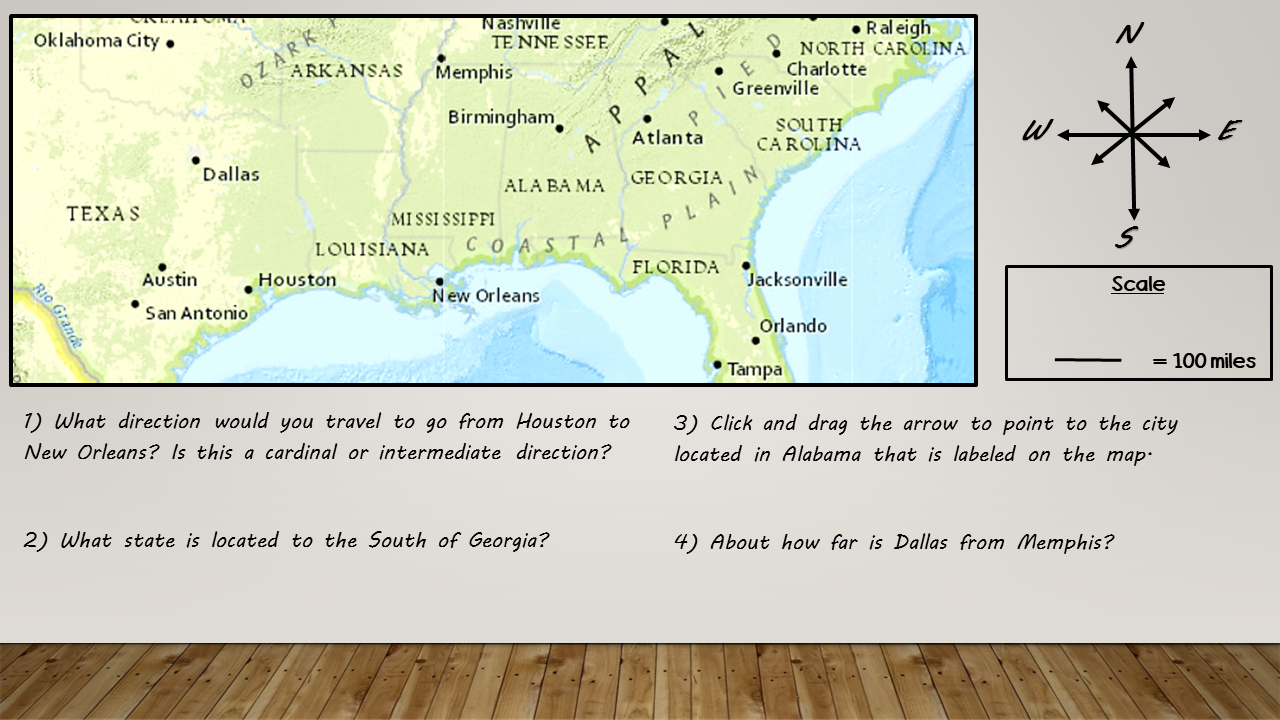 OKLAHOMA
Oklahoma City
OZARK
ARKANSAS
Nashville
TENNESSEE
Memphis
Raleigh
NORTH CAROLINA
Charlotte
Greenville
APPAL
PIED
Birmingham
Atlanta
SOUTH
CAROLINA
Dallas
ALABAMA
GEORGIA
TEXAS
MISSISSIPPI
LOUISIANA
COASTAL PLAIN
FLORIDA
Austin
Houston
New Orleans
Jacksonville
San Antonio
Rio Grande
Orlando
Tampa
N
W
E
S
Scale
= 100 miles
1) What direction would you travel to go from Houston to
New Orleans? Is this a cardinal or intermediate direction?
2) What state is located to the South of Georgia?
3) Click and drag the arrow to point to the city
located in Alabama that is labeled on the map.
4) About how far is Dallas from Memphis?